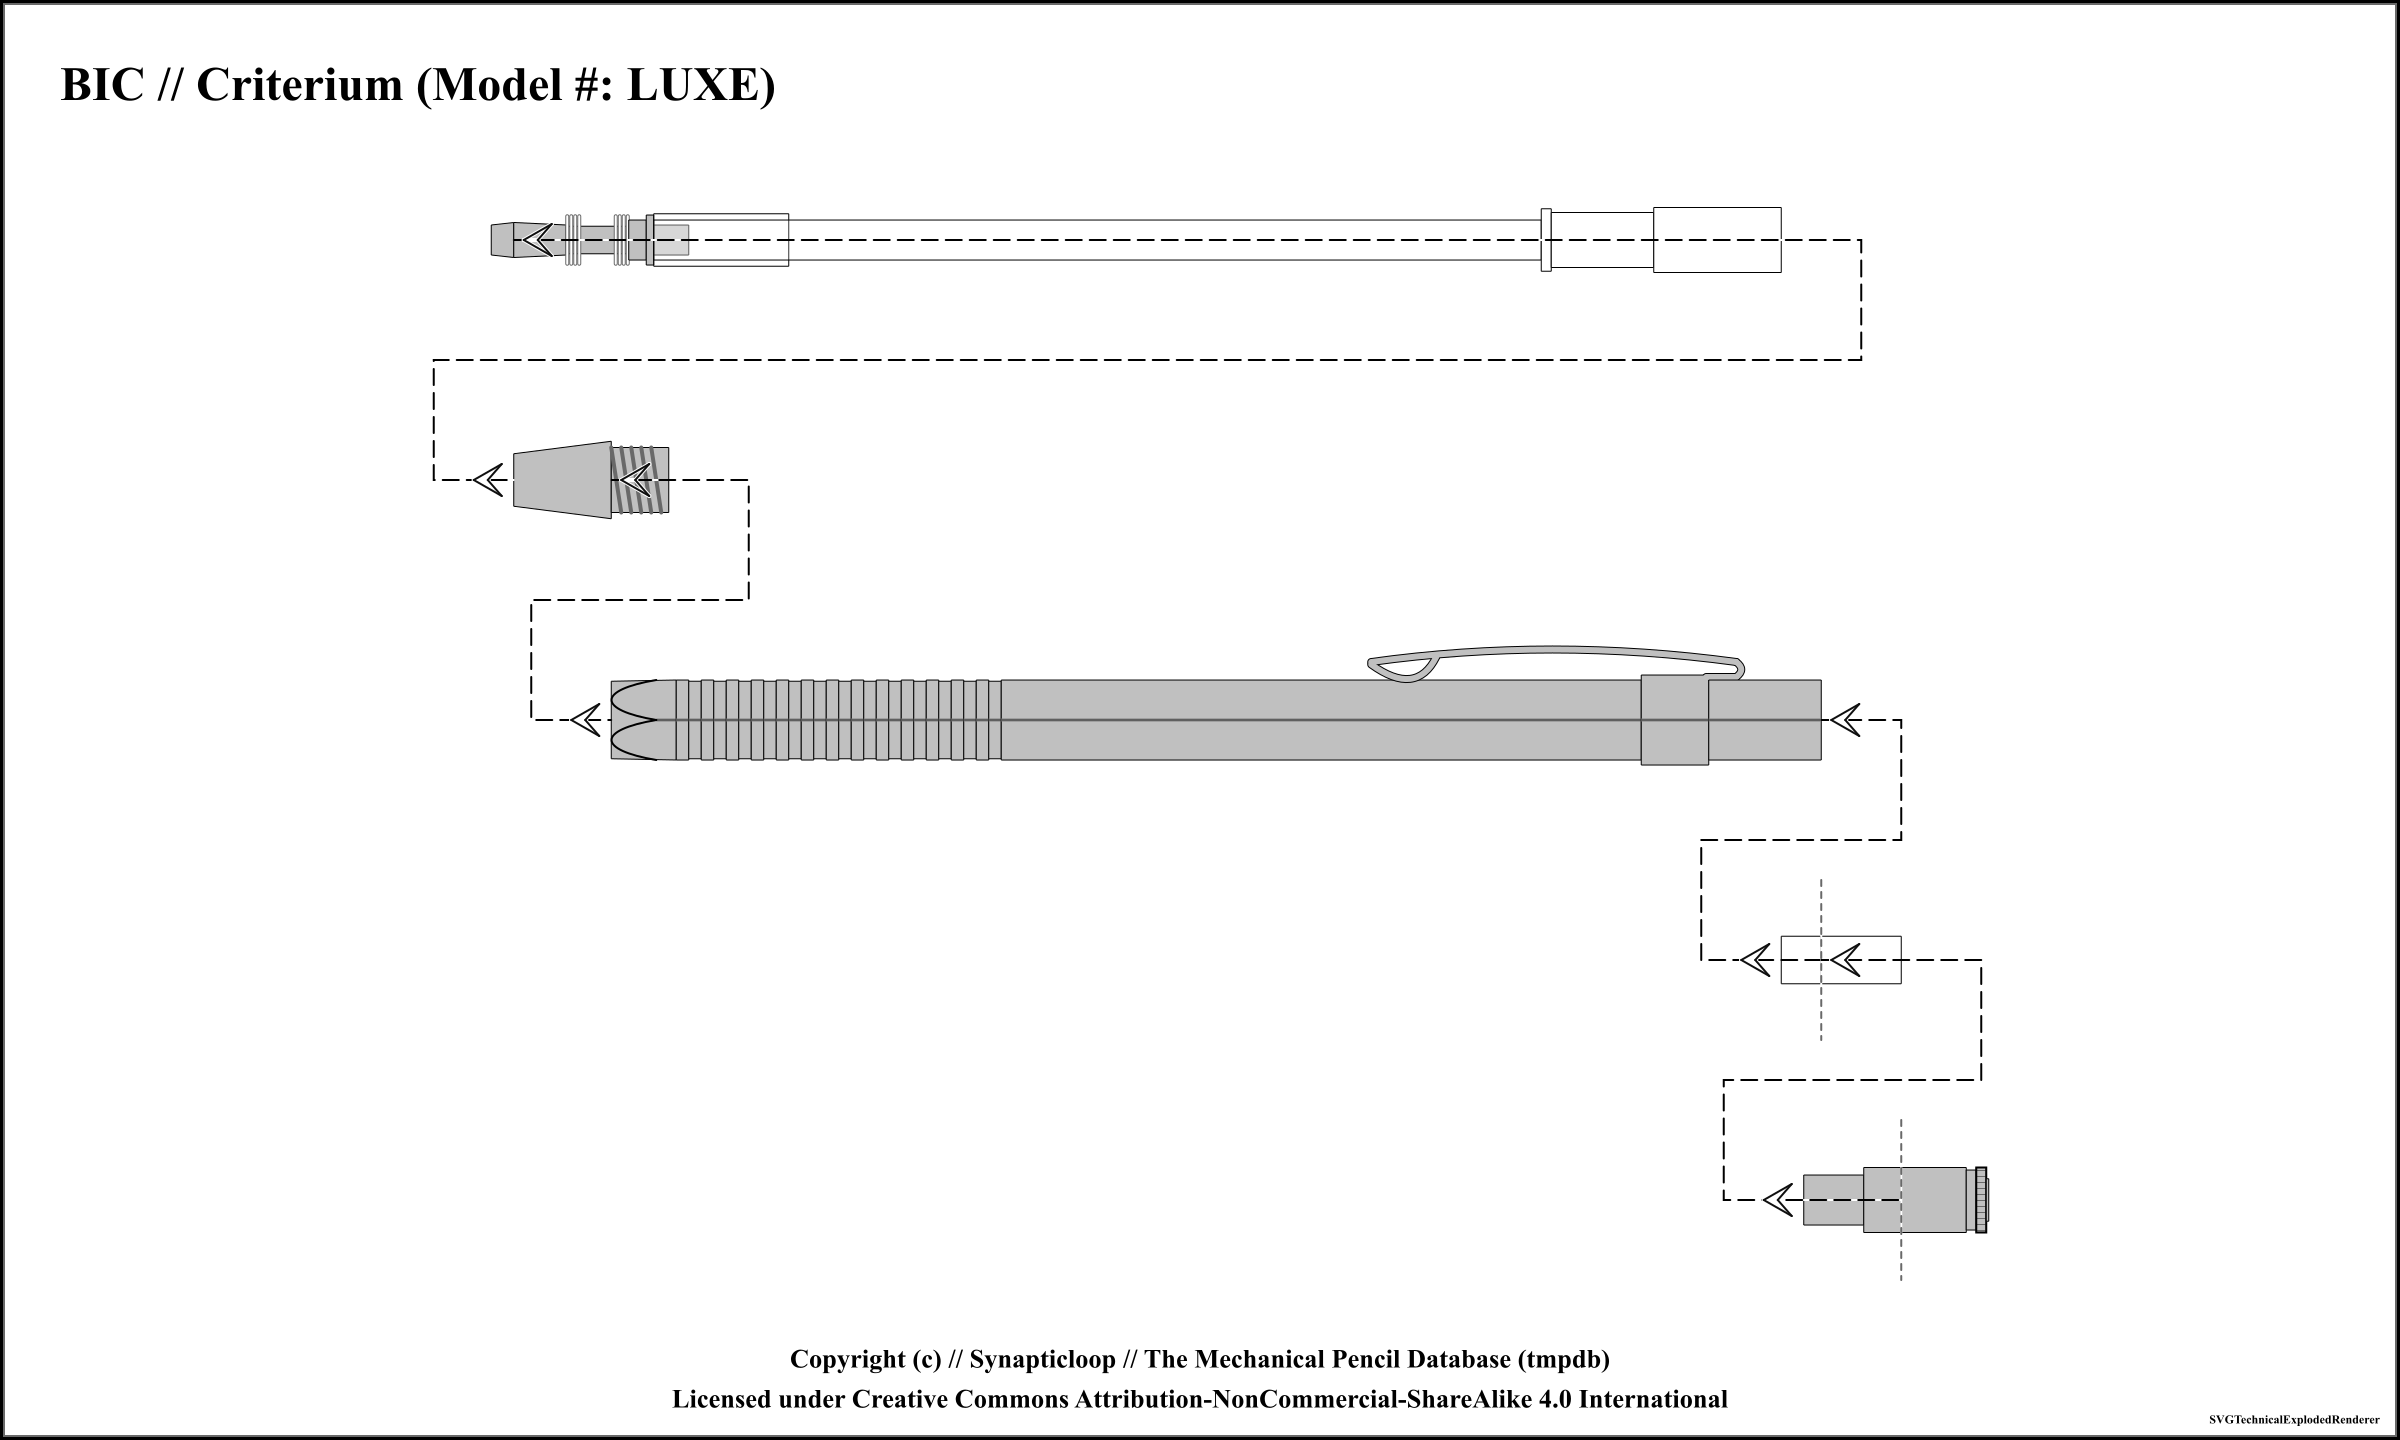 BIC // Criterium (Model #: LUXE)
Copyright (c) // Synapticloop // The Mechanical Pencil Database (tmpdb)
Licensed under Creative Commons Attribution-NonCommercial-ShareAlike 4.0 International
SVGTechnicalExplodedRenderer